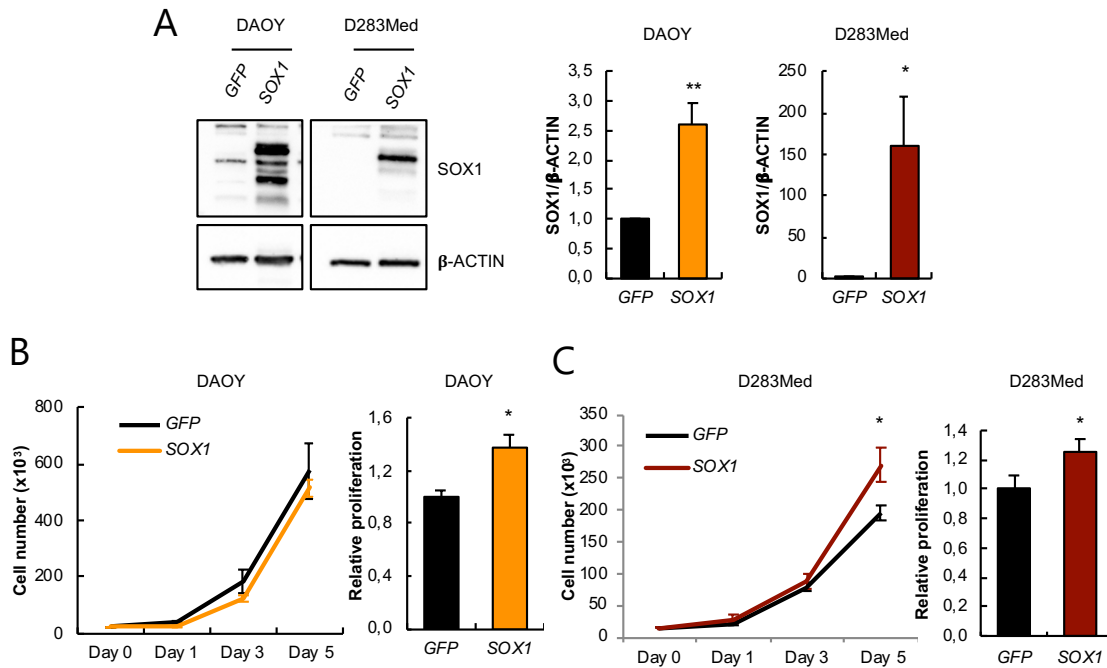 A
DAOY
D283Med
GFP
SOX1
GFP
SOX1
SOX1
β-ACTIN
DAOY
SOX1/β-ACTIN
3,5
3,0
2,5
2,0
1,5
1,0
0,5
0,0
**
GFP
SOX1
D283Med
SOX1/β-ACTIN
250
200
150
100
50
0
*
GFP
SOX1
B
DAOY
Cell number (x10³)
800
600
400
200
0
GFP
SOX1
Day 0
Day 1
Day 3
Day 5
DAOY
Relative proliferation
1,6
1,2
0,8
0,4
0,0
*
GFP
SOX1
C
D283Med
Cell number (x10³)
350
300
250
200
150
100
50
0
GFP
SOX1
*
Day 0
Day 1
Day 3
Day 5
D283Med
Relative proliferation
1,4
1,2
1,0
0,8
0,6
0,4
0,2
0,0
*
GFP
SOX1